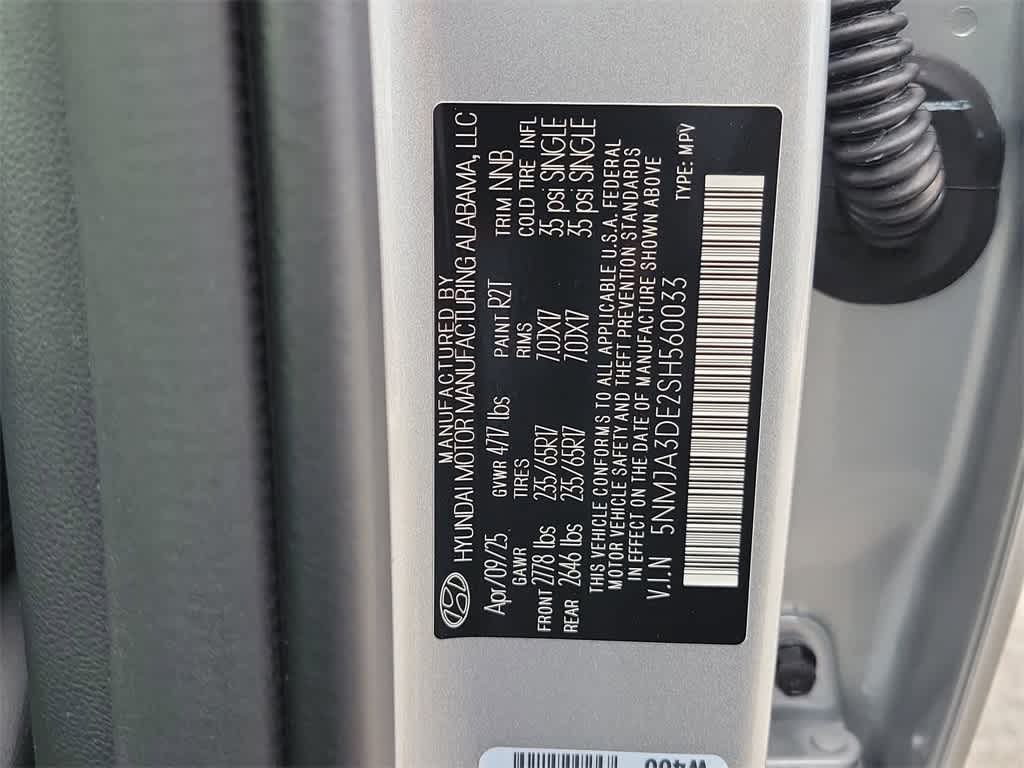 MANUFACTURED BY
HYUNDAI MOTOR MANUFACTURING ALABAMA, LLC
Apr/09/25 GVWR 4717 lbs PAINT R2T TRIM NNB
GAWR TIRES RIMS COLD TIRE INFL
FRONT 2778 lbs 235/65R17 7.0JX17 35 psi SINGLE
REAR 2646 lbs 235/65R17 7.0JX17 35 psi SINGLE
THIS VEHICLE CONFORMS TO ALL APPLICABLE U.S.A. FEDERAL
MOTOR VEHICLE SAFETY AND THEFT PREVENTION STANDARDS
IN EFFECT ON THE DATE OF MANUFACTURE SHOWN ABOVE
V.I.N 5NMJA3DE2SH560033 TYPE: MPV